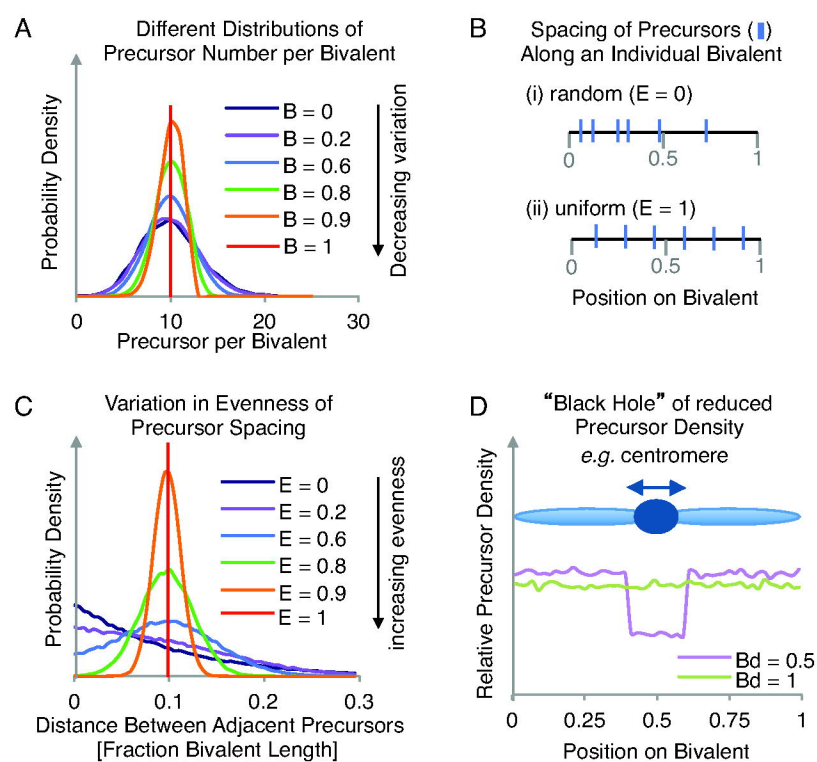 A
Different Distributions of
Precursor Number per Bivalent
Probability Density
B = 0
B = 0.2
B = 0.6
B = 0.8
B = 0.9
B = 1
Decreasing variation
0
10
20
30
Precursor per Bivalent
B
Spacing of Precursors ( )
Along an Individual Bivalent
(i) random (E = 0)
0
0.5
1
(ii) uniform (E = 1)
0
0.5
1
Position on Bivalent
C
Variation in Evenness of
Precursor Spacing
Probability Density
E = 0
E = 0.2
E = 0.6
E = 0.8
E = 0.9
E = 1
increasing evenness
0
0.1
0.2
0.3
Distance Between Adjacent Precursors
[Fraction Bivalent Length]
D
“Black Hole” of reduced
Precursor Density
e.g. centromere
Relative Precursor Density
Bd = 0.5
Bd = 1
0
0.25
0.5
0.75
1
Position on Bivalent